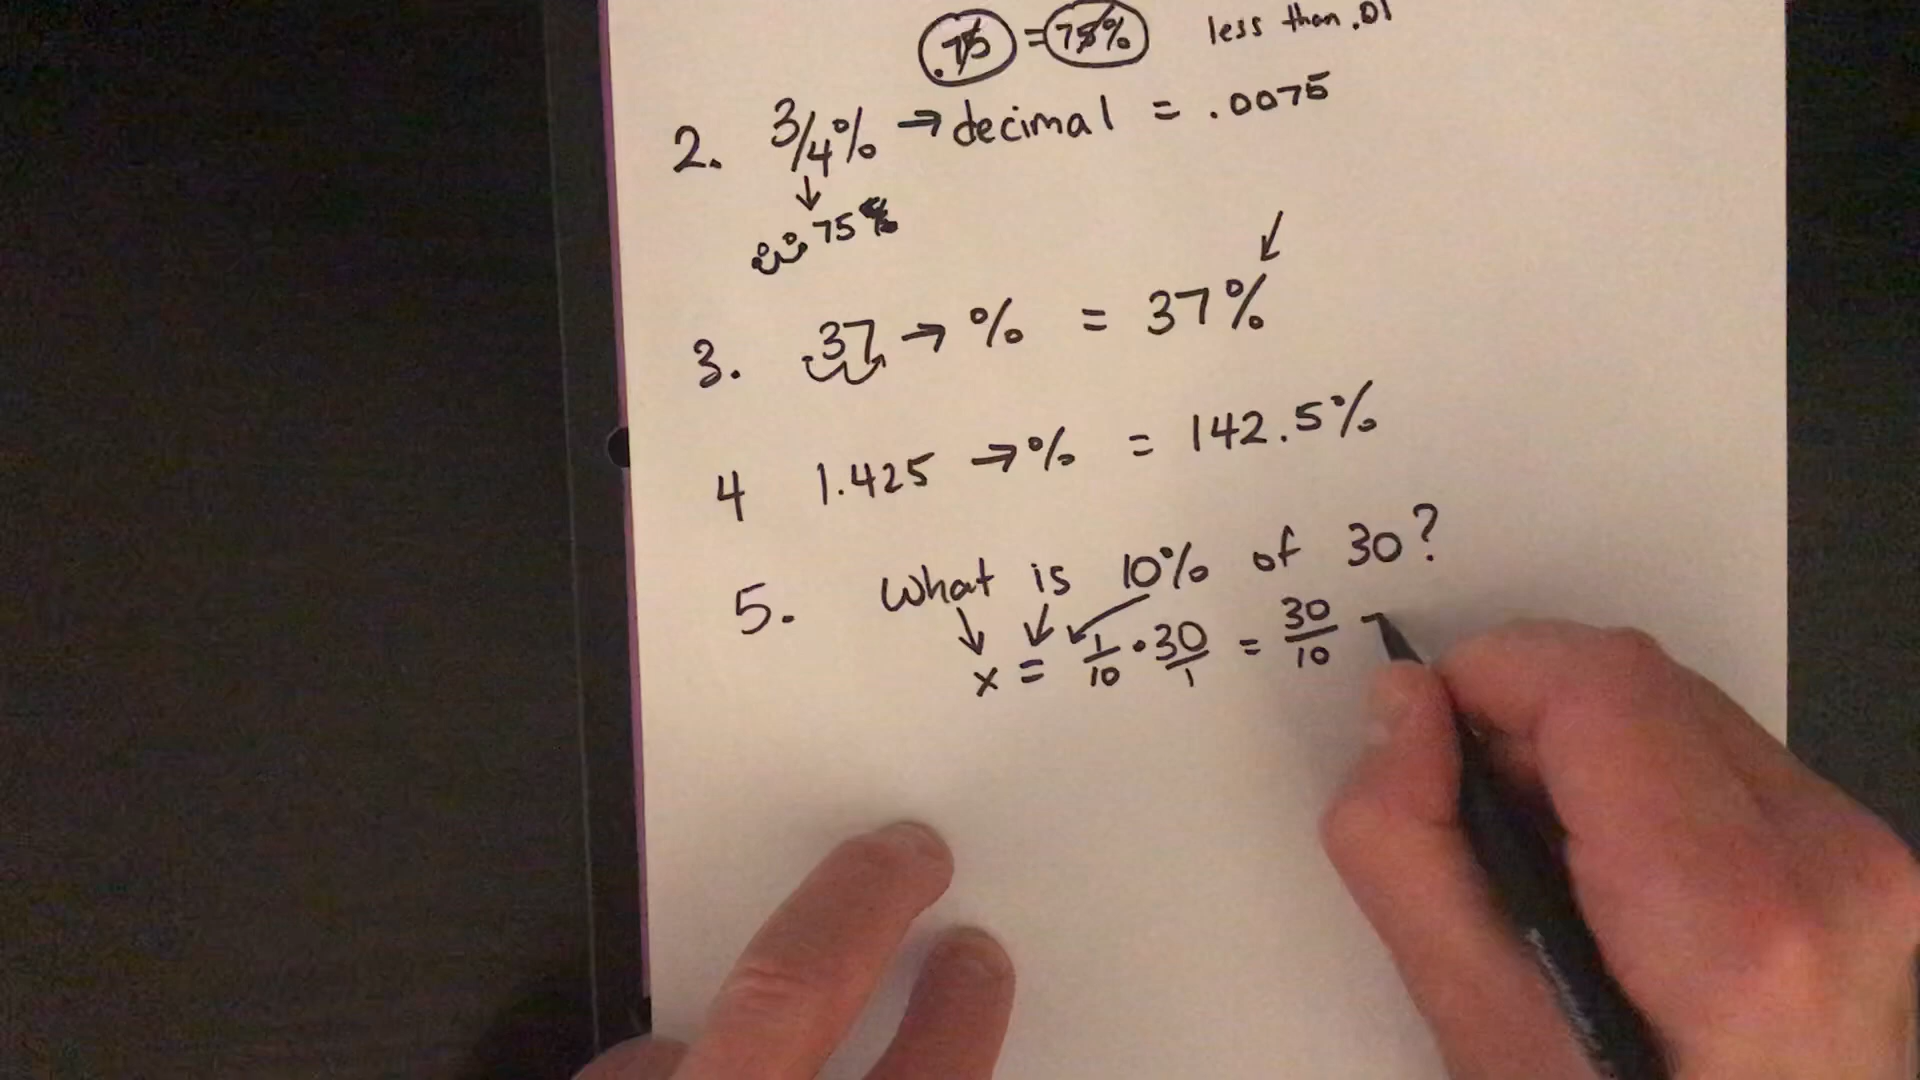 .75 = 75% less than .01
2. 3/4% → decimal = .0075
↓
75%
3. .37 → % = 37%
4 1.425 → % = 142.5%
5. What is 10% of 30?
x = 1/10 · 30/1 = 30/10